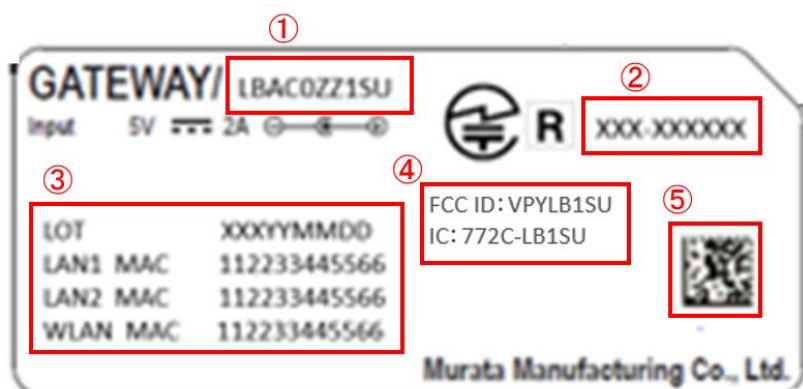 ①
GATEWAY/ LBAC0ZZ1SU
②
Input 5V 2A
R XXX-XXXXXX
③
④
LOT XXXYYMMDD
LAN1 MAC 112233445566
LAN2 MAC 112233445566
WLAN MAC 112233445566
FCC ID: VPYLB1SU
IC: 772C-LB1SU
⑤
Murata Manufacturing Co., Ltd.